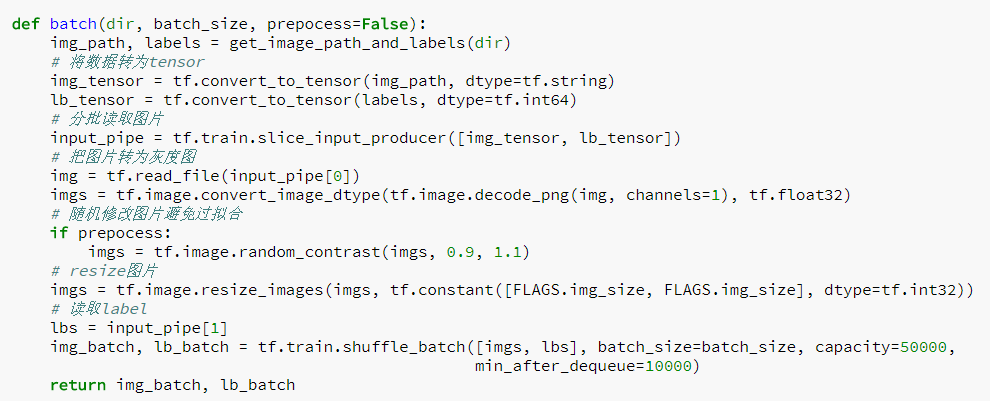 def batch(dir, batch_size, prepocess=False):
    img_path, labels = get_image_path_and_labels(dir)
    # 将数据转为tensor
    img_tensor = tf.convert_to_tensor(img_path, dtype=tf.string)
    lb_tensor = tf.convert_to_tensor(labels, dtype=tf.int64)
    # 分批读取图片
    input_pipe = tf.train.slice_input_producer([img_tensor, lb_tensor])
    # 把图片转为灰度图
    img = tf.read_file(input_pipe[0])
    imgs = tf.image.convert_image_dtype(tf.image.decode_png(img, channels=1), tf.float32)
    # 随机修改图片避免过拟合
    if prepocess:
        imgs = tf.image.random_contrast(imgs, 0.9, 1.1)
    # resize图片
    imgs = tf.image.resize_images(imgs, tf.constant([FLAGS.img_size, FLAGS.img_size], dtype=tf.int32))
    # 读取label
    lbs = input_pipe[1]
    img_batch, lb_batch = tf.train.shuffle_batch([imgs, lbs], batch_size=batch_size, capacity=50000,
                                                 min_after_dequeue=10000)
    return img_batch, lb_batch